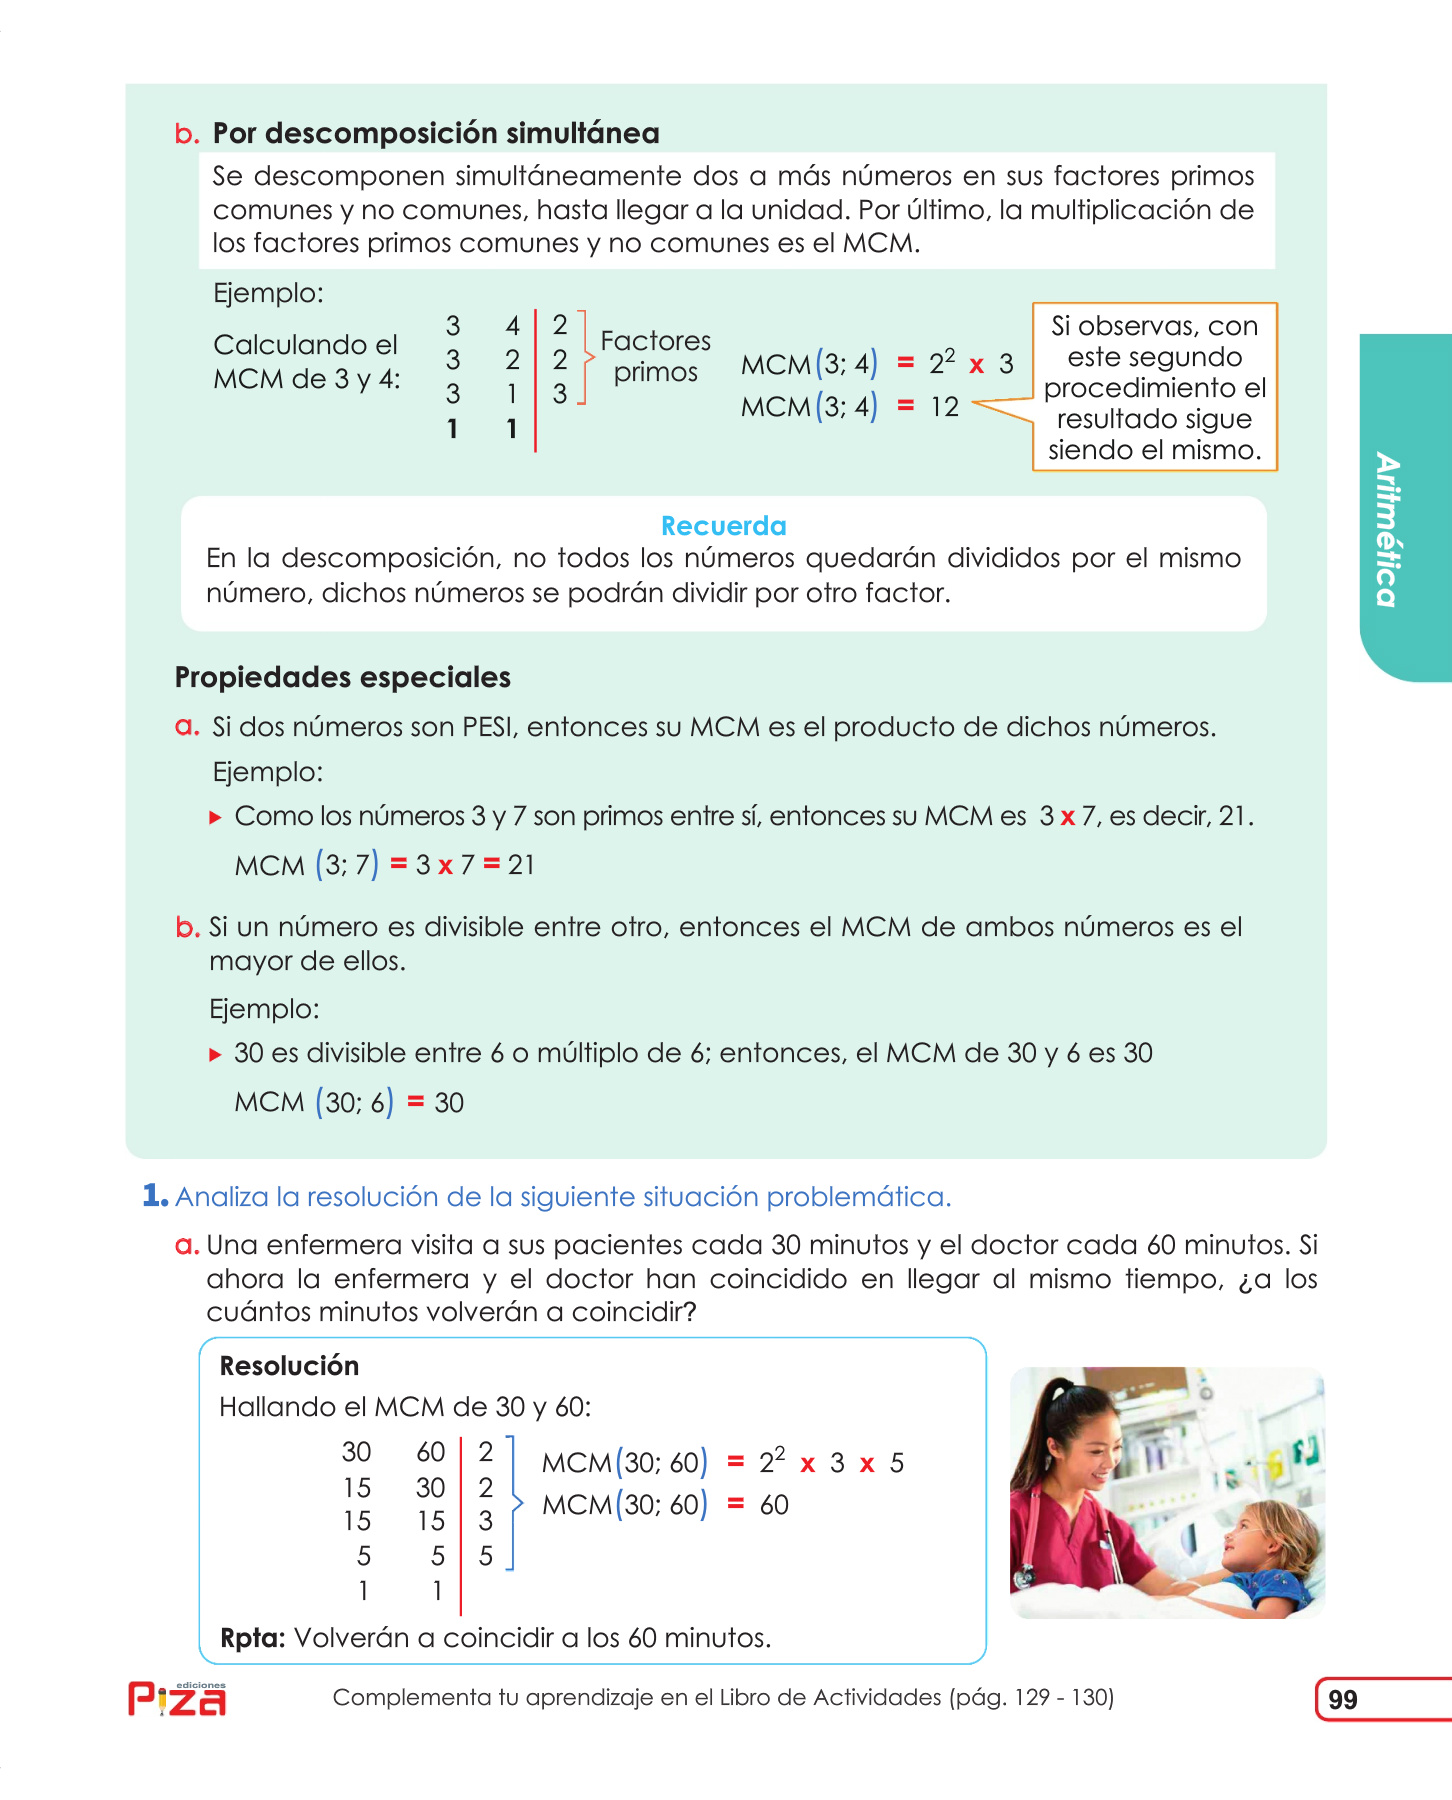 b. Por descomposición simultánea
Se descomponen simultáneamente dos a más números en sus factores primos
comunes y no comunes, hasta llegar a la unidad. Por último, la multiplicación de
los factores primos comunes y no comunes es el MCM.
Ejemplo:
Calculando el
MCM de 3 y 4:
3 4 2
3 2 2
3 1 3
1 1
Factores
primos
MCM(3; 4) = 2² x 3
MCM(3; 4) = 12
Si observas, con
este segundo
procedimiento el
resultado sigue
siendo el mismo.
Aritmética
Recuerda
En la descomposición, no todos los números quedarán divididos por el mismo
número, dichos números se podrán dividir por otro factor.
Propiedades especiales
a. Si dos números son PESI, entonces su MCM es el producto de dichos números.
Ejemplo:
▶ Como los números 3 y 7 son primos entre sí, entonces su MCM es 3 x 7, es decir, 21.
MCM (3; 7) = 3 x 7 = 21
b. Si un número es divisible entre otro, entonces el MCM de ambos números es el
mayor de ellos.
Ejemplo:
▶ 30 es divisible entre 6 o múltiplo de 6; entonces, el MCM de 30 y 6 es 30
MCM (30; 6) = 30
1. Analiza la resolución de la siguiente situación problemática.
a. Una enfermera visita a sus pacientes cada 30 minutos y el doctor cada 60 minutos. Si
ahora la enfermera y el doctor han coincidido en llegar al mismo tiempo, ¿a los
cuántos minutos volverán a coincidir?
Resolución
Hallando el MCM de 30 y 60:
30 60 2
15 30 2
15 15 3
5 5 5
1 1
MCM(30; 60) = 2² x 3 x 5
MCM(30; 60) = 60
Rpta: Volverán a coincidir a los 60 minutos.
ediciones
Piza
Complementa tu aprendizaje en el Libro de Actividades (pág. 129 - 130)
99